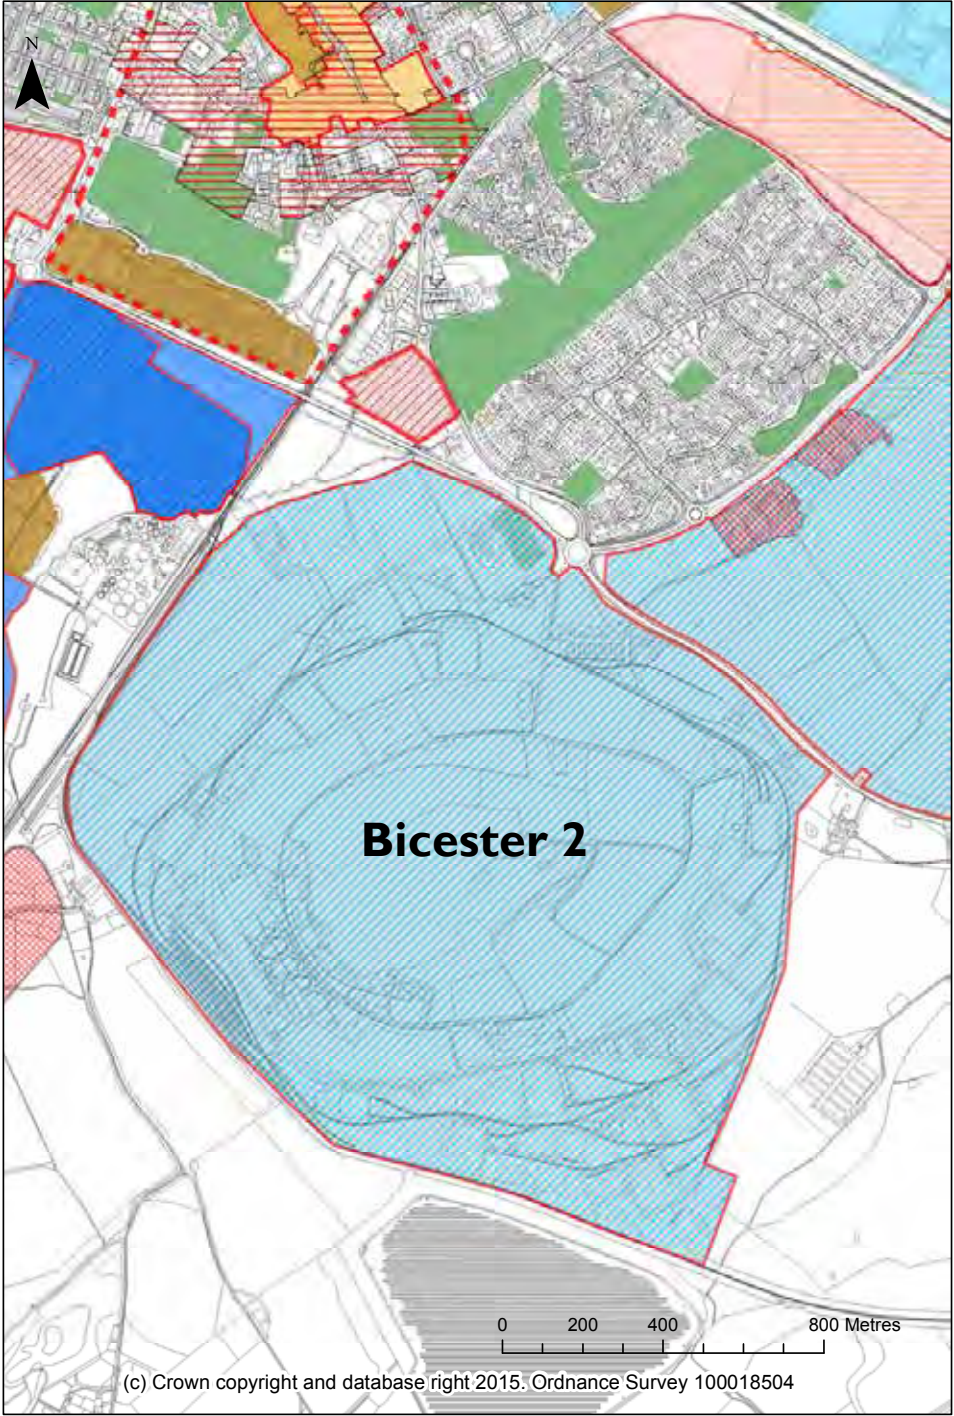 N
Bicester 2
0 200 400 800 Metres
(c) Crown copyright and database right 2015. Ordnance Survey 100018504